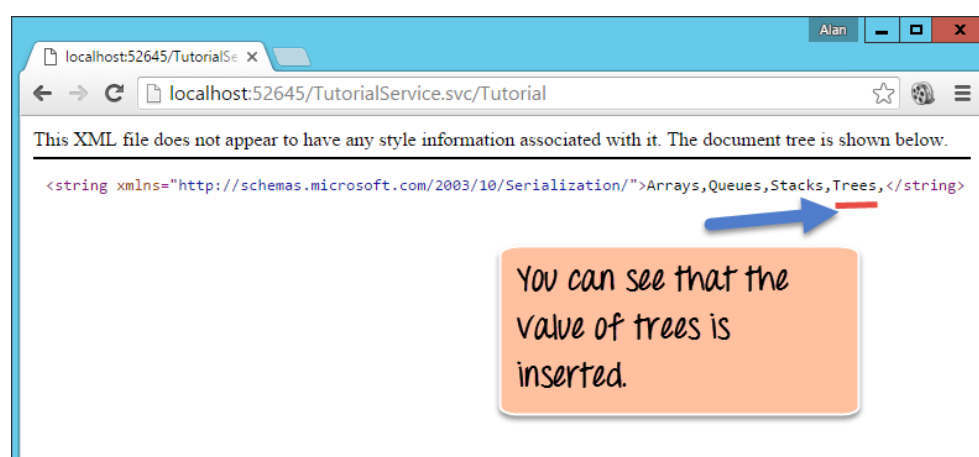 Alan
localhost:52645/TutorialSe
localhost:52645/TutorialService.svc/Tutorial
This XML file does not appear to have any style information associated with it. The document tree is shown below.
<string xmlns="http://schemas.microsoft.com/2003/10/Serialization/">Arrays,Queues,Stacks,Trees,</string>
You can see that the
value of trees is
inserted.